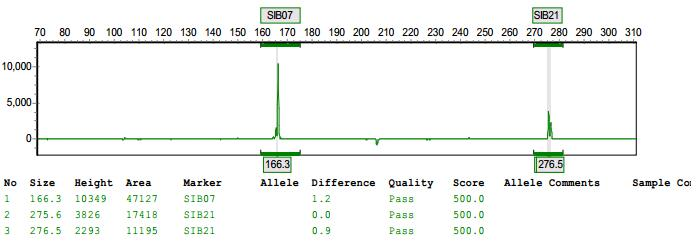 SIB07 SIB21
70 80 90 100 110 120 130 140 150 160 170 180 190 200 210 220 230 240 250 260 270 280 290 300 310
10,000
5,000
0
166.3 276.5
No Size Height Area Marker Allele Difference Quality Score Allele Comments Sample Co
1 166.3 10349 47127 SIB07 1.2 Pass 500.0
2 275.6 3826 17418 SIB21 0.0 Pass 500.0
3 276.5 2293 11195 SIB21 0.9 Pass 500.0